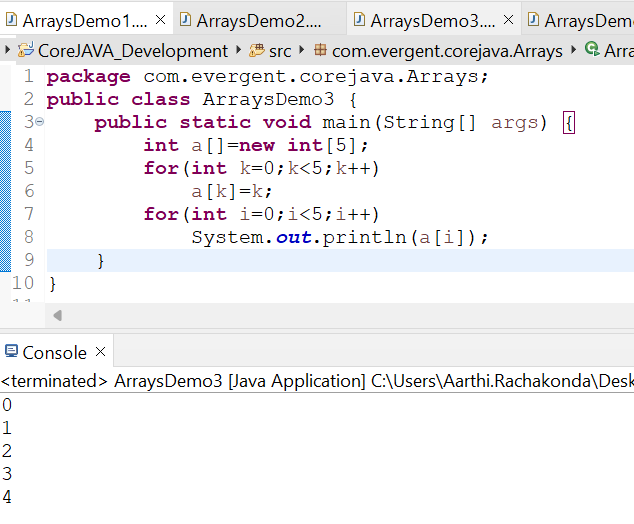 ArraysDemo1.... ArraysDemo2.... ArraysDemo3.... ArraysDemo
CoreJAVA_Development src com.evergent.corejava.Arrays Arra
1 package com.evergent.corejava.Arrays;
2 public class ArraysDemo3 {
3 public static void main(String[] args) {
4 int a[]=new int[5];
5 for(int k=0;k<5;k++)
6 a[k]=k;
7 for(int i=0;i<5;i++)
8 System.out.println(a[i]);
9 }
10 }
Console
<terminated> ArraysDemo3 [Java Application] C:\Users\Aarthi.Rachakonda\Desk
0
1
2
3
4